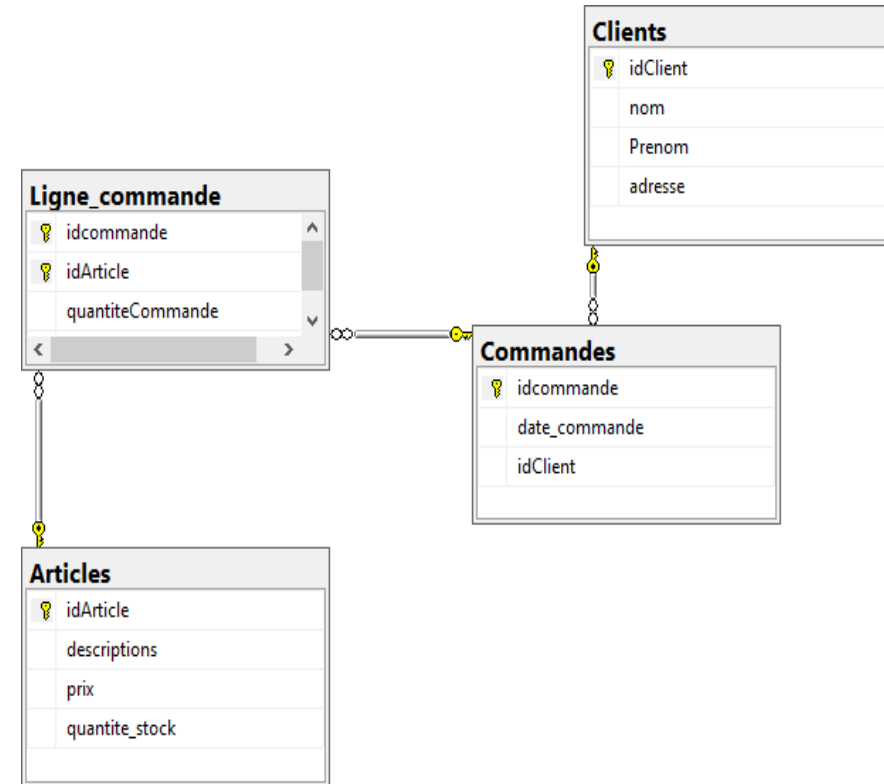 Clients
idClient
nom
Prenom
adresse
Ligne_commande
idcommande
idArticle
quantiteCommande
Commandes
idcommande
date_commande
idClient
Articles
idArticle
descriptions
prix
quantite_stock